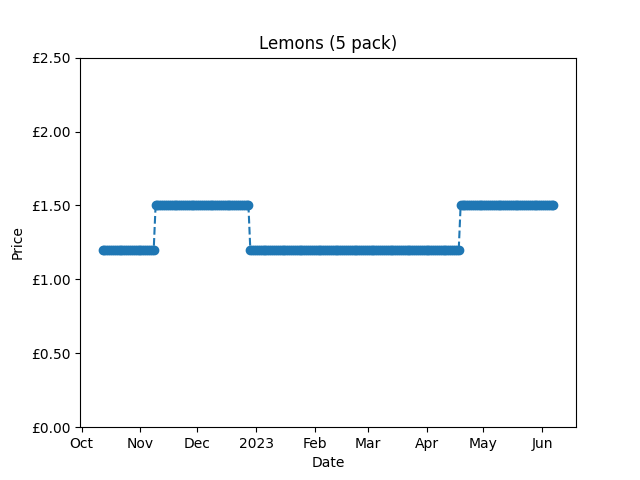 Lemons (5 pack)
£2.50
£2.00
£1.50
£1.00
£0.50
£0.00
Price
Oct Nov Dec 2023 Feb Mar Apr May Jun
Date